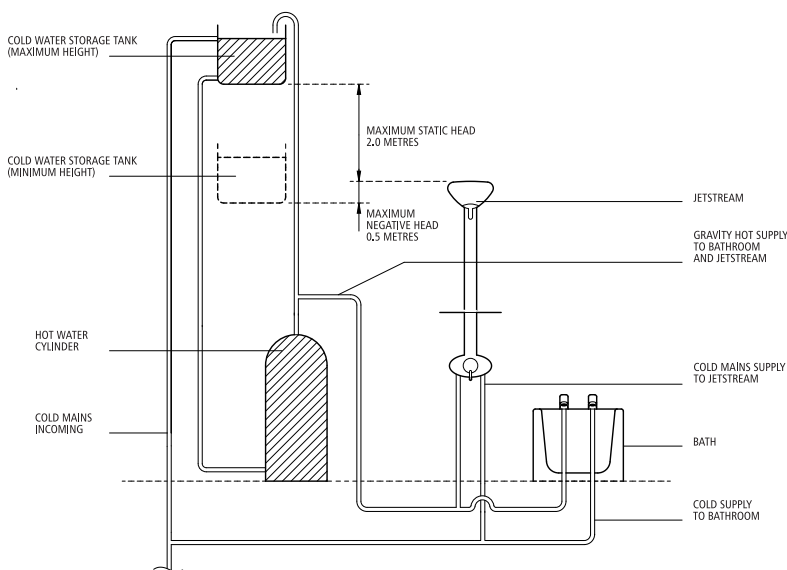 COLD WATER STORAGE TANK
(MAXIMUM HEIGHT)
MAXIMUM STATIC HEAD
2.0 METRES
COLD WATER STORAGE TANK
(MINIMUM HEIGHT)
JETSTREAM
MAXIMUM
NEGATIVE HEAD
0.5 METRES
GRAVITY HOT SUPPLY
TO BATHROOM
AND JETSTREAM
HOT WATER
CYLINDER
COLD MAINS SUPPLY
TO JETSTREAM
COLD MAINS
INCOMING
BATH
COLD SUPPLY
TO BATHROOM